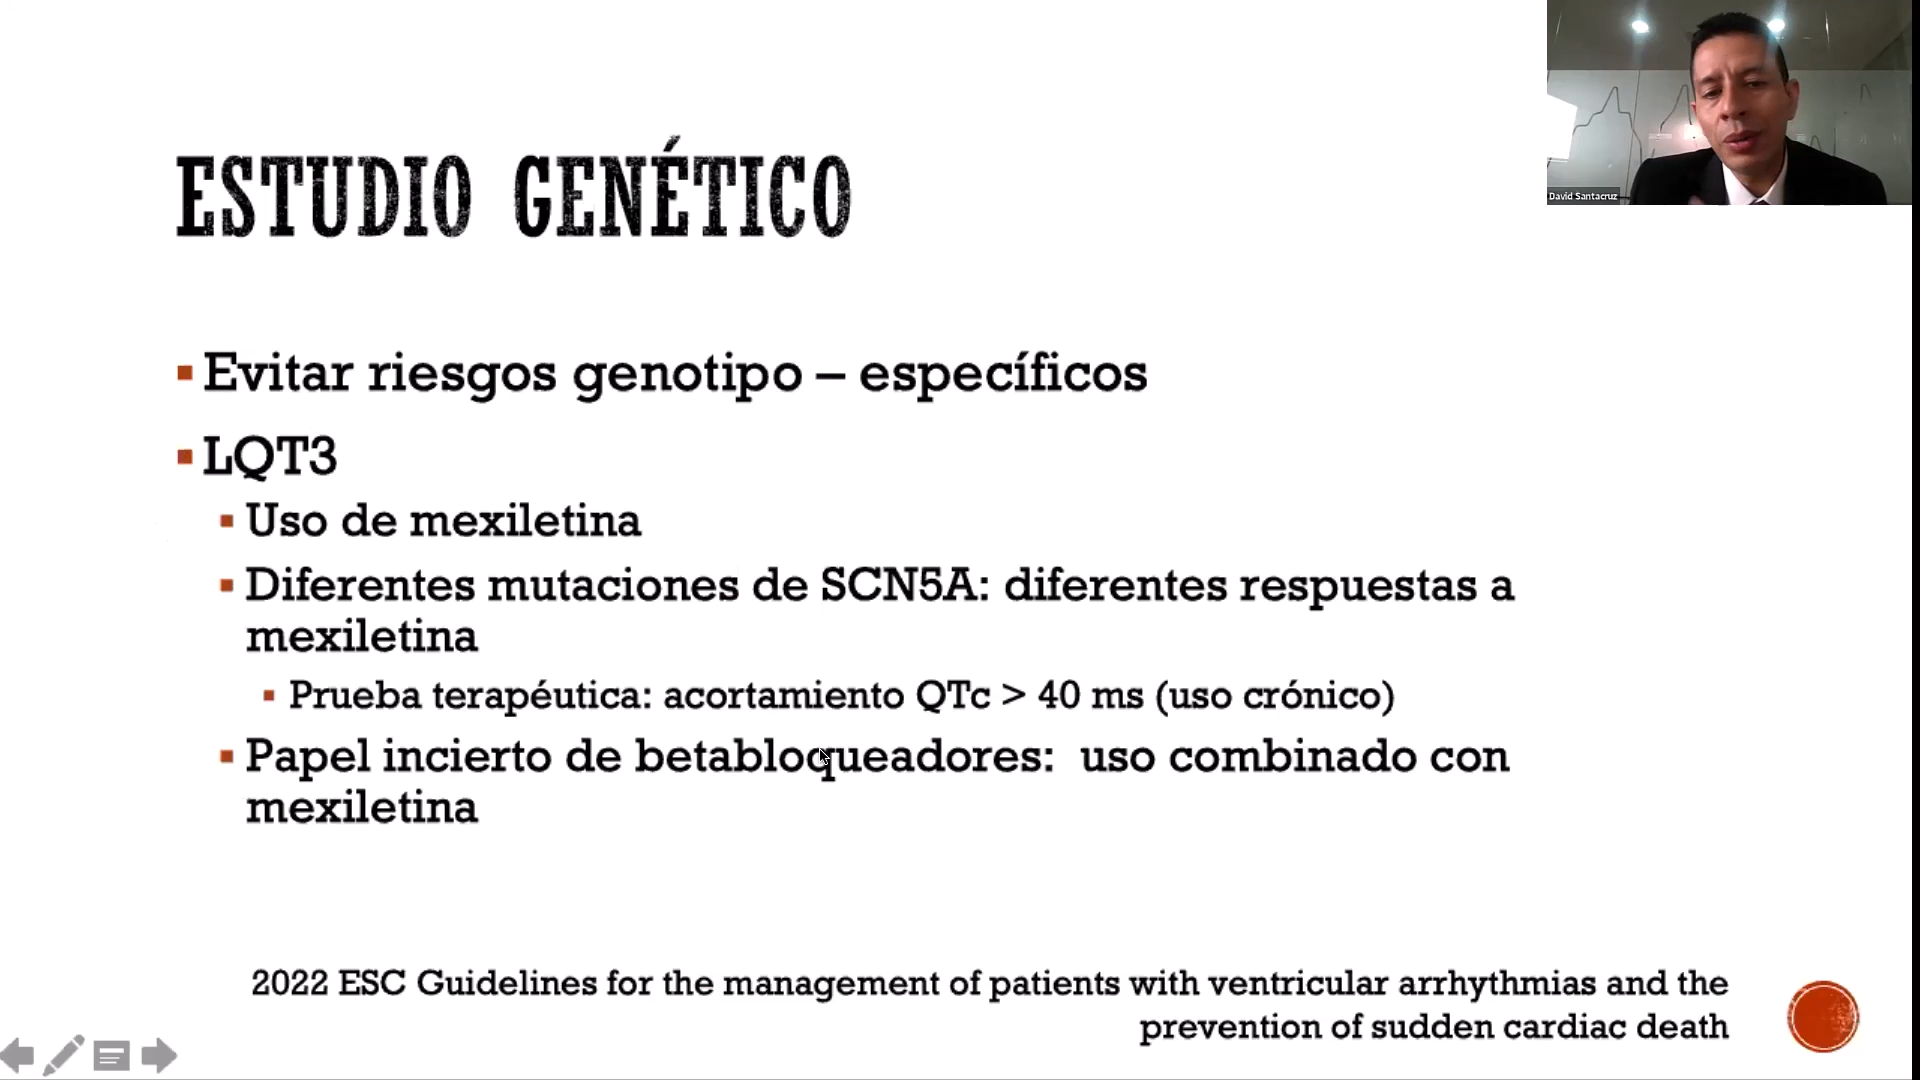 David Santacruz
ESTUDIO GENÉTICO
Evitar riesgos genotipo – específicos
LQT3
Uso de mexiletina
Diferentes mutaciones de SCN5A: diferentes respuestas a
mexiletina
Prueba terapéutica: acortamiento QTc > 40 ms (uso crónico)
Papel incierto de betabloqueadores: uso combinado con
mexiletina
2022 ESC Guidelines for the management of patients with ventricular arrhythmias and the
prevention of sudden cardiac death